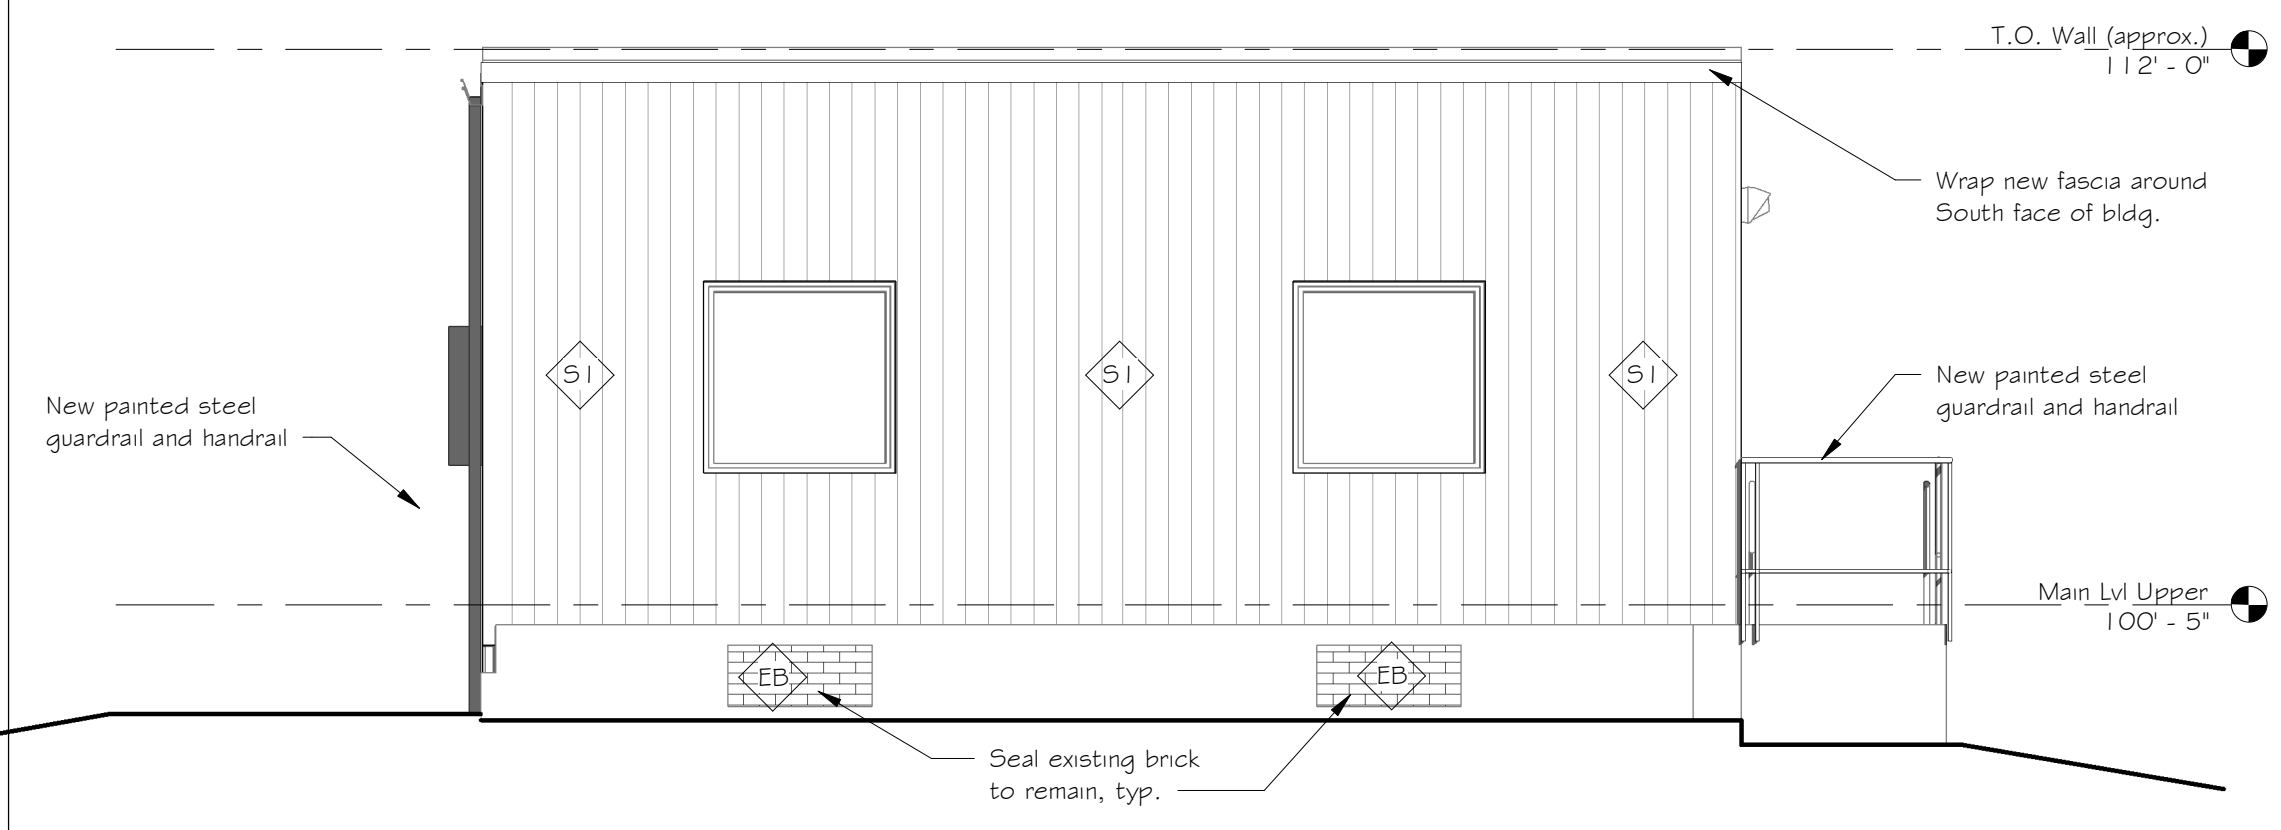 T.O. Wall (approx.)
112' - 0"
Wrap new fascia around
South face of bldg.
S1
S1
S1
New painted steel
guardrail and handrail
New painted steel
guardrail and handrail
Main Lvl Upper
100' - 5"
EB
EB
Seal existing brick
to remain, typ.